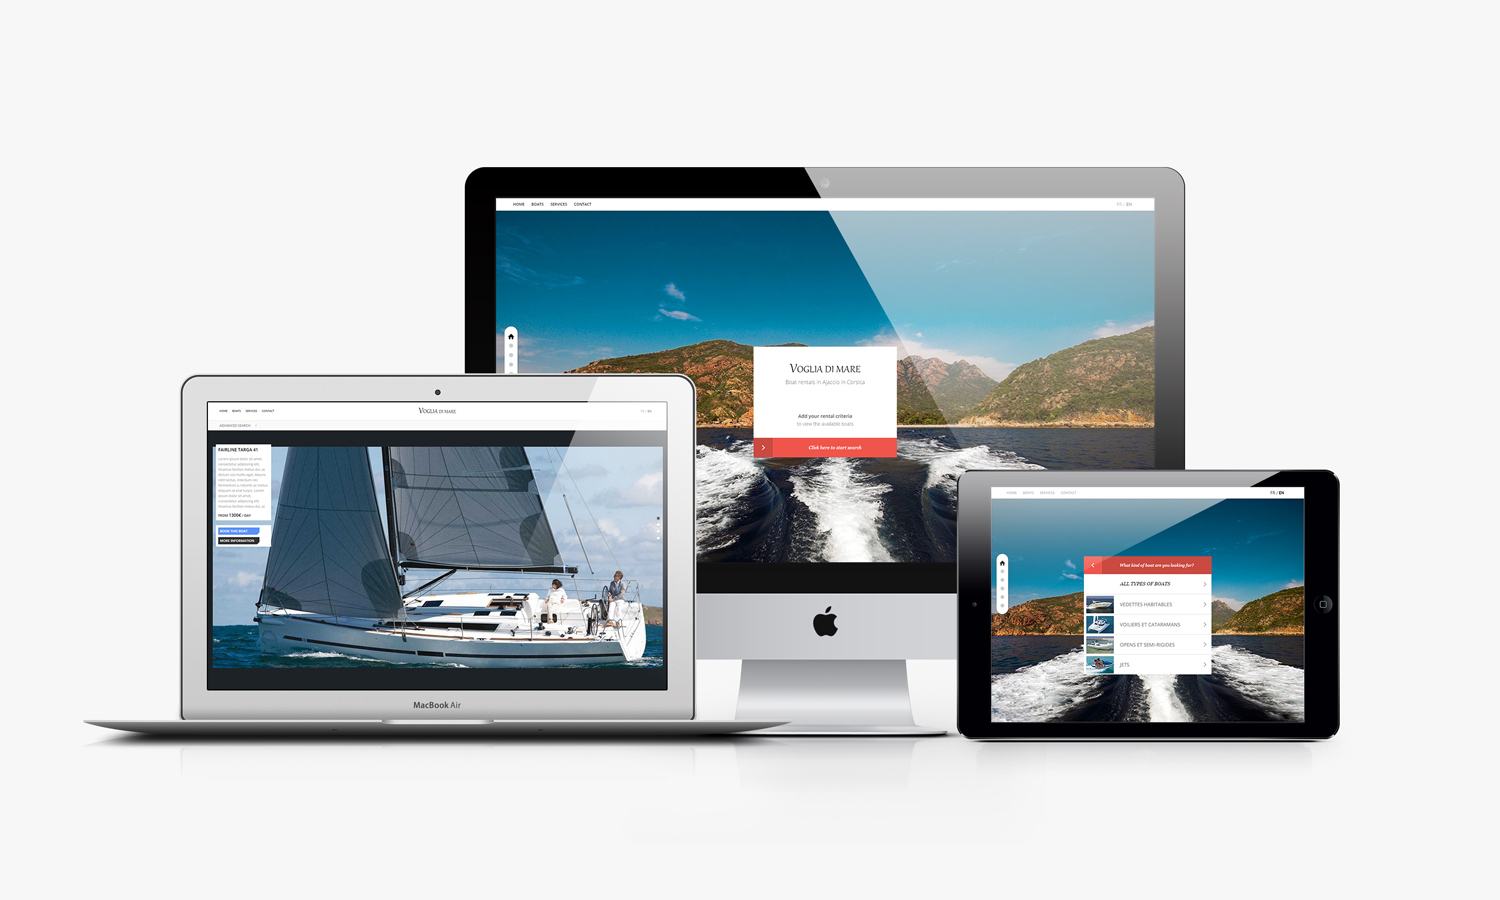 HOME BOATS SERVICES CONTACT
FR / EN
VOGLIA DI MARE
Boat rentals in Ajaccio in Corsica
Add your rental criteria
to view the available boats
Click here to start search
HOME BOATS SERVICES CONTACT
VOGLIA DI MARE
FR / EN
ADVANCED SEARCH
FAIRLINE TARGA 41
FROM 1300€ / DAY
BOOK THIS BOAT
MORE INFORMATION
MacBook Air
HOME BOATS SERVICES CONTACT
FR / EN
What kind of boat are you looking for?
ALL TYPES OF BOATS
VEDETTES HABITABLES
VOILIERS ET CATAMARANS
OPENS ET SEMI-RIGIDES
JETS